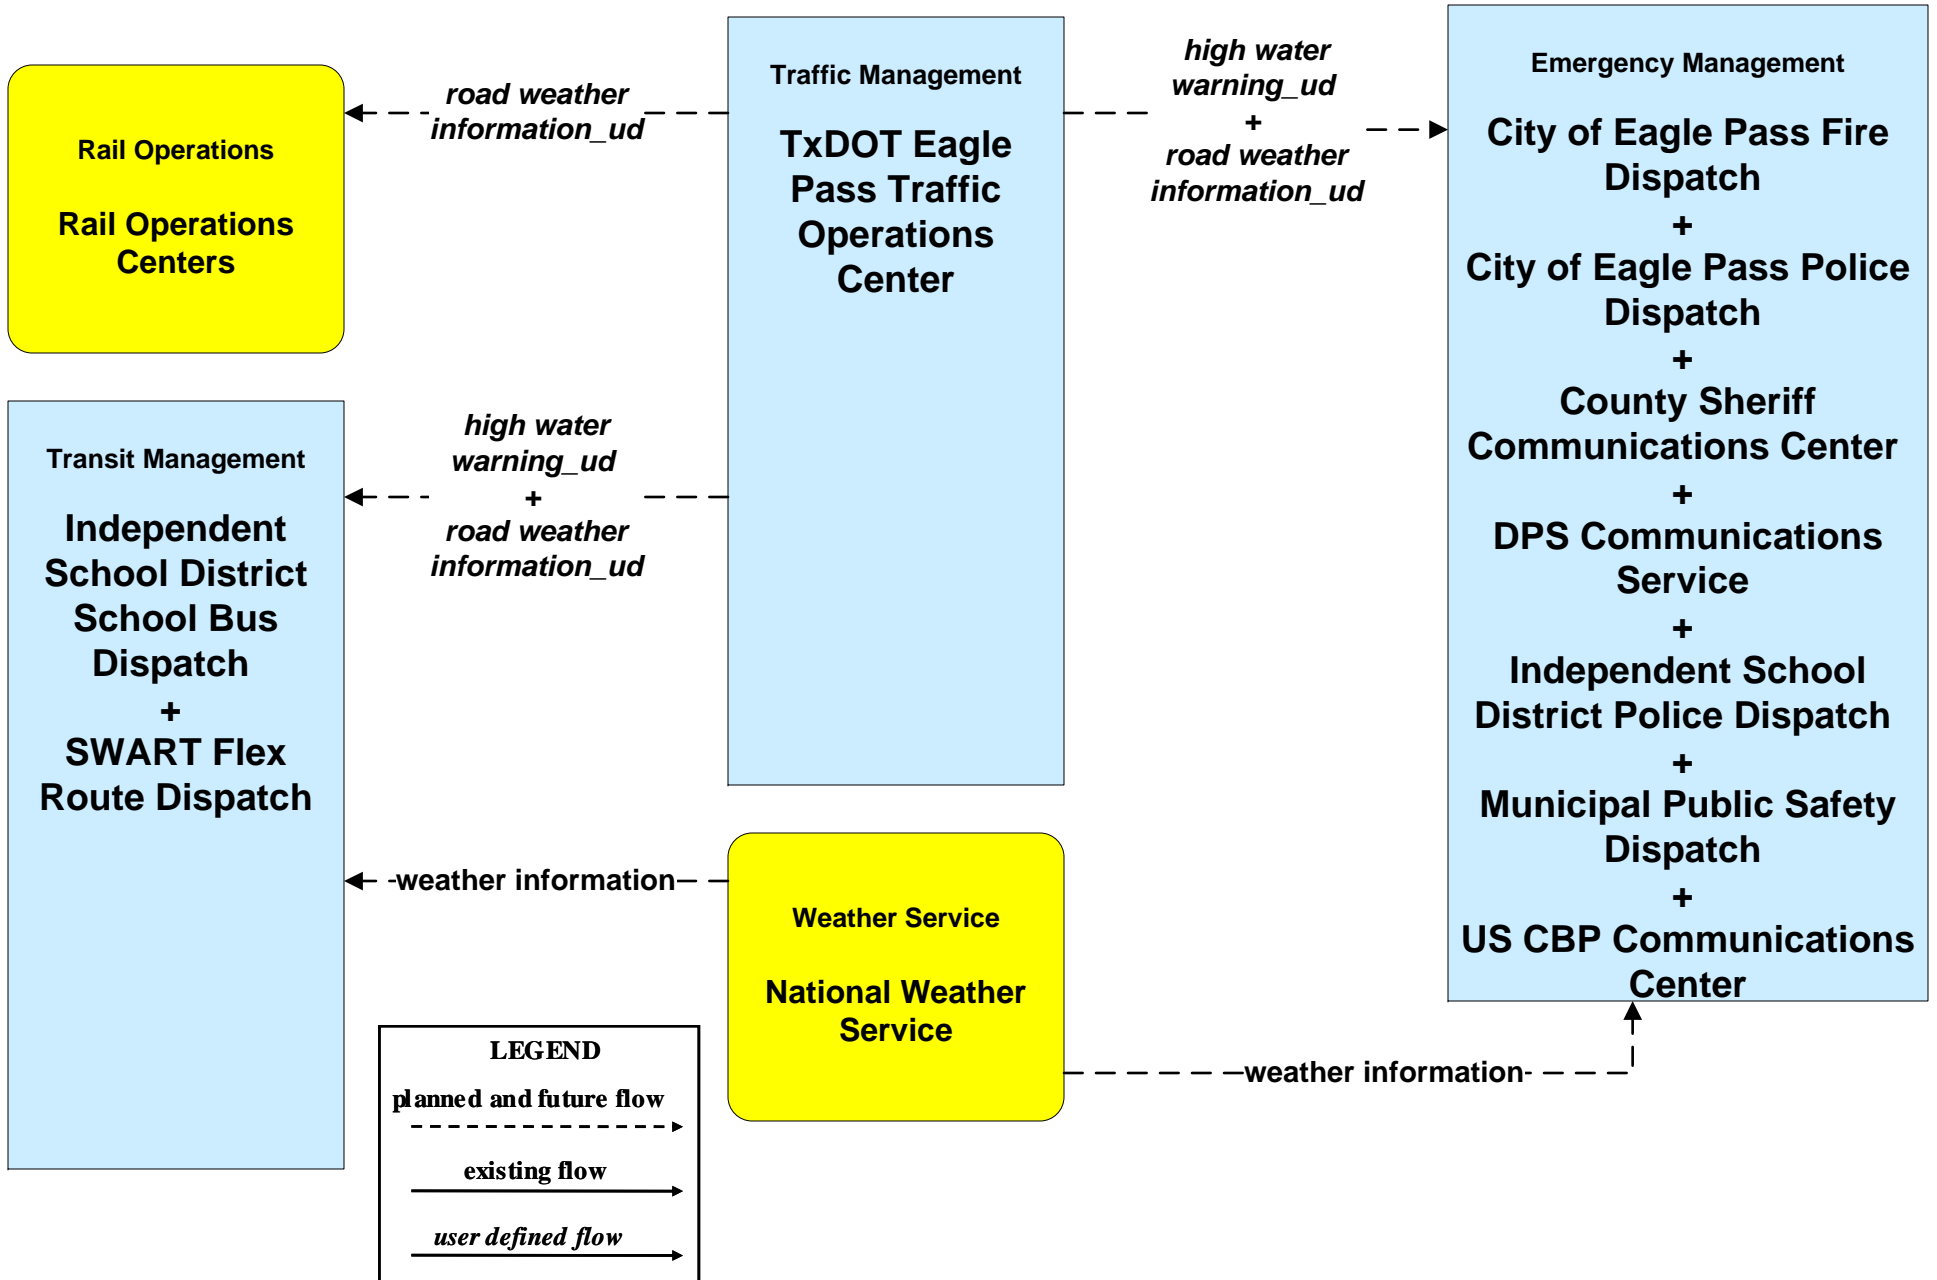 Rail Operations
Rail Operations
Centers
road weather
information_ud
Traffic Management
TxDOT Eagle
Pass Traffic
Operations
Center
high water
warning_ud
+
road weather
information_ud
Emergency Management
City of Eagle Pass Fire
Dispatch
+
City of Eagle Pass Police
Dispatch
+
County Sheriff
Communications Center
+
DPS Communications
Service
+
Independent School
District Police Dispatch
+
Municipal Public Safety
Dispatch
+
US CBP Communications
Center
Transit Management
Independent
School District
School Bus
Dispatch
+
SWART Flex
Route Dispatch
high water
warning_ud
+
road weather
information_ud
weather information
Weather Service
National Weather
Service
weather information
LEGEND
planned and future flow
existing flow
user defined flow